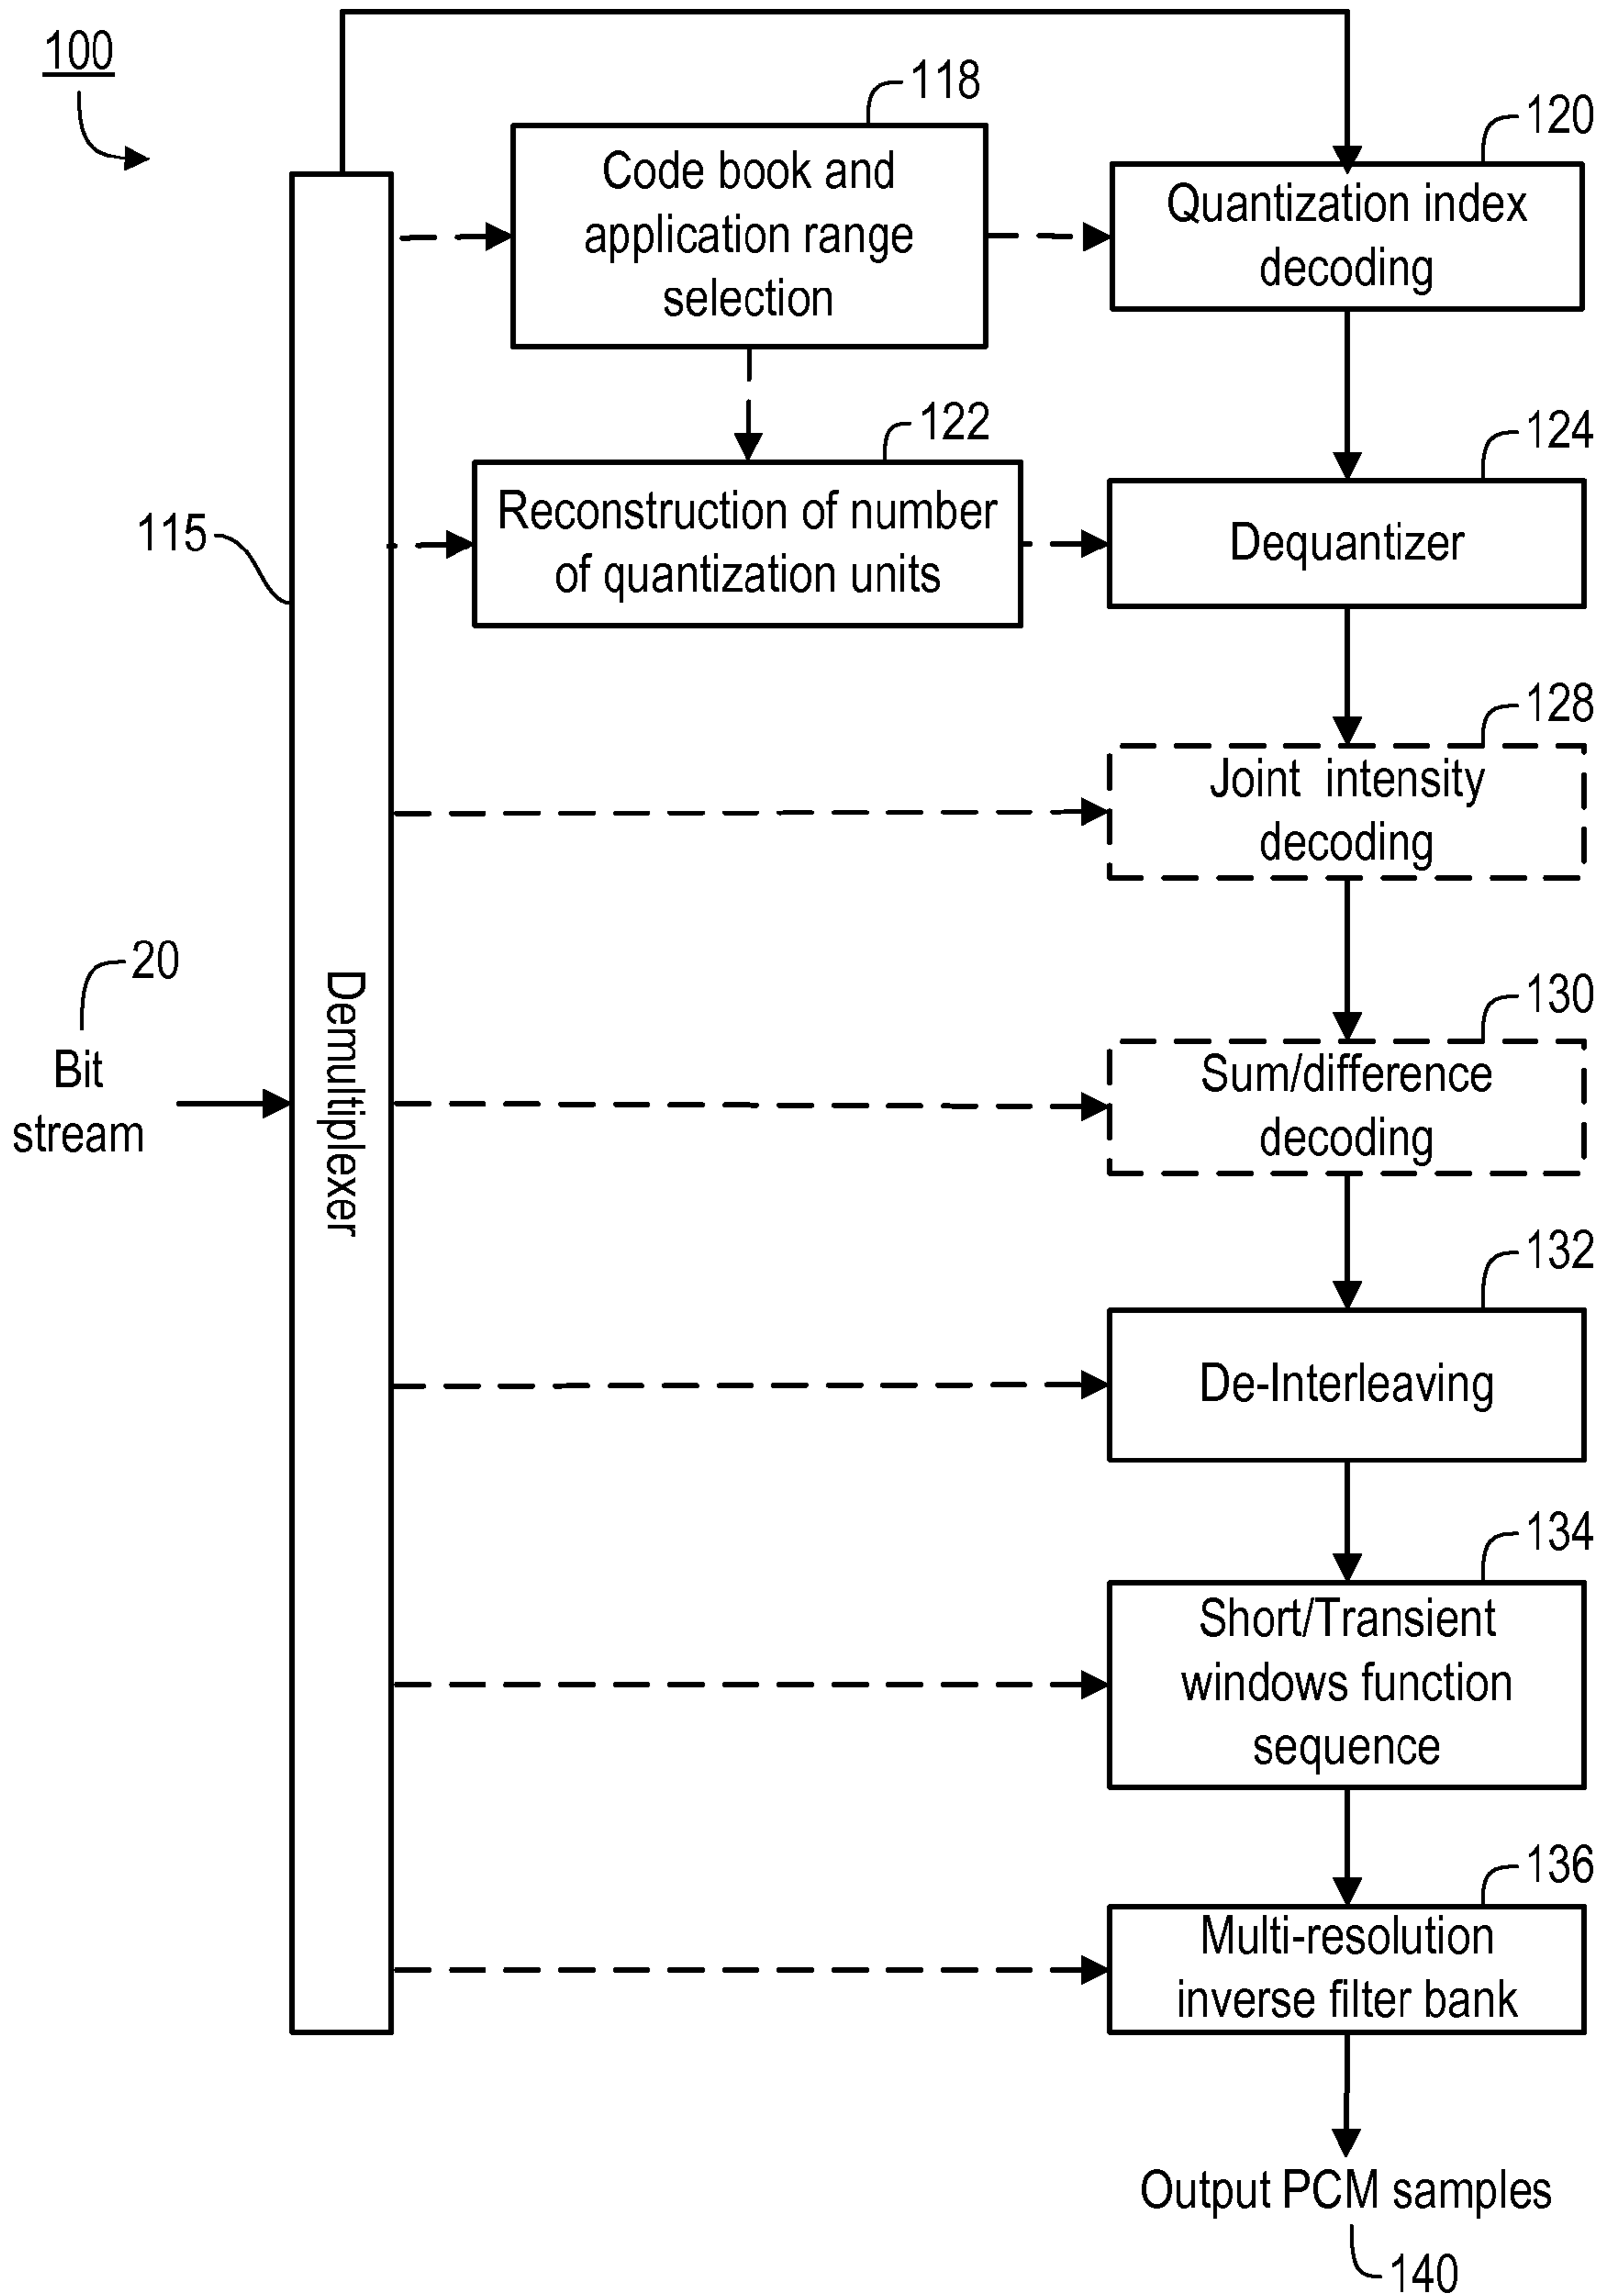 100
118
Code book and
application range
selection
120
Quantization index
decoding
122
Reconstruction of number
of quantization units
124
Dequantizer
115
128
Joint intensity
decoding
20
Bit
stream
Demultiplexer
130
Sum/difference
decoding
132
De-Interleaving
134
Short/Transient
windows function
sequence
136
Multi-resolution
inverse filter bank
Output PCM samples
140